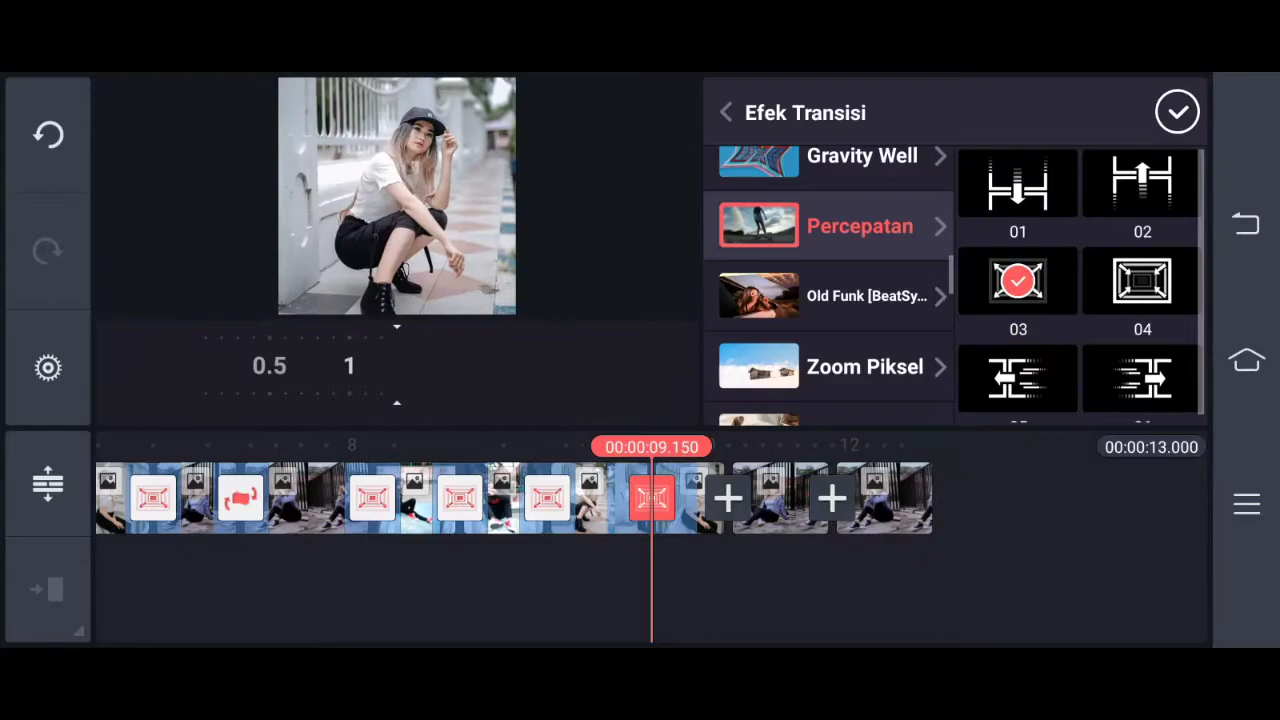 Efek Transisi
Gravity Well
Percepatan
Old Funk [BeatSy...
Zoom Piksel
01
02
03
04
0.5
1
8
00:00:09.150
12
00:00:13.000